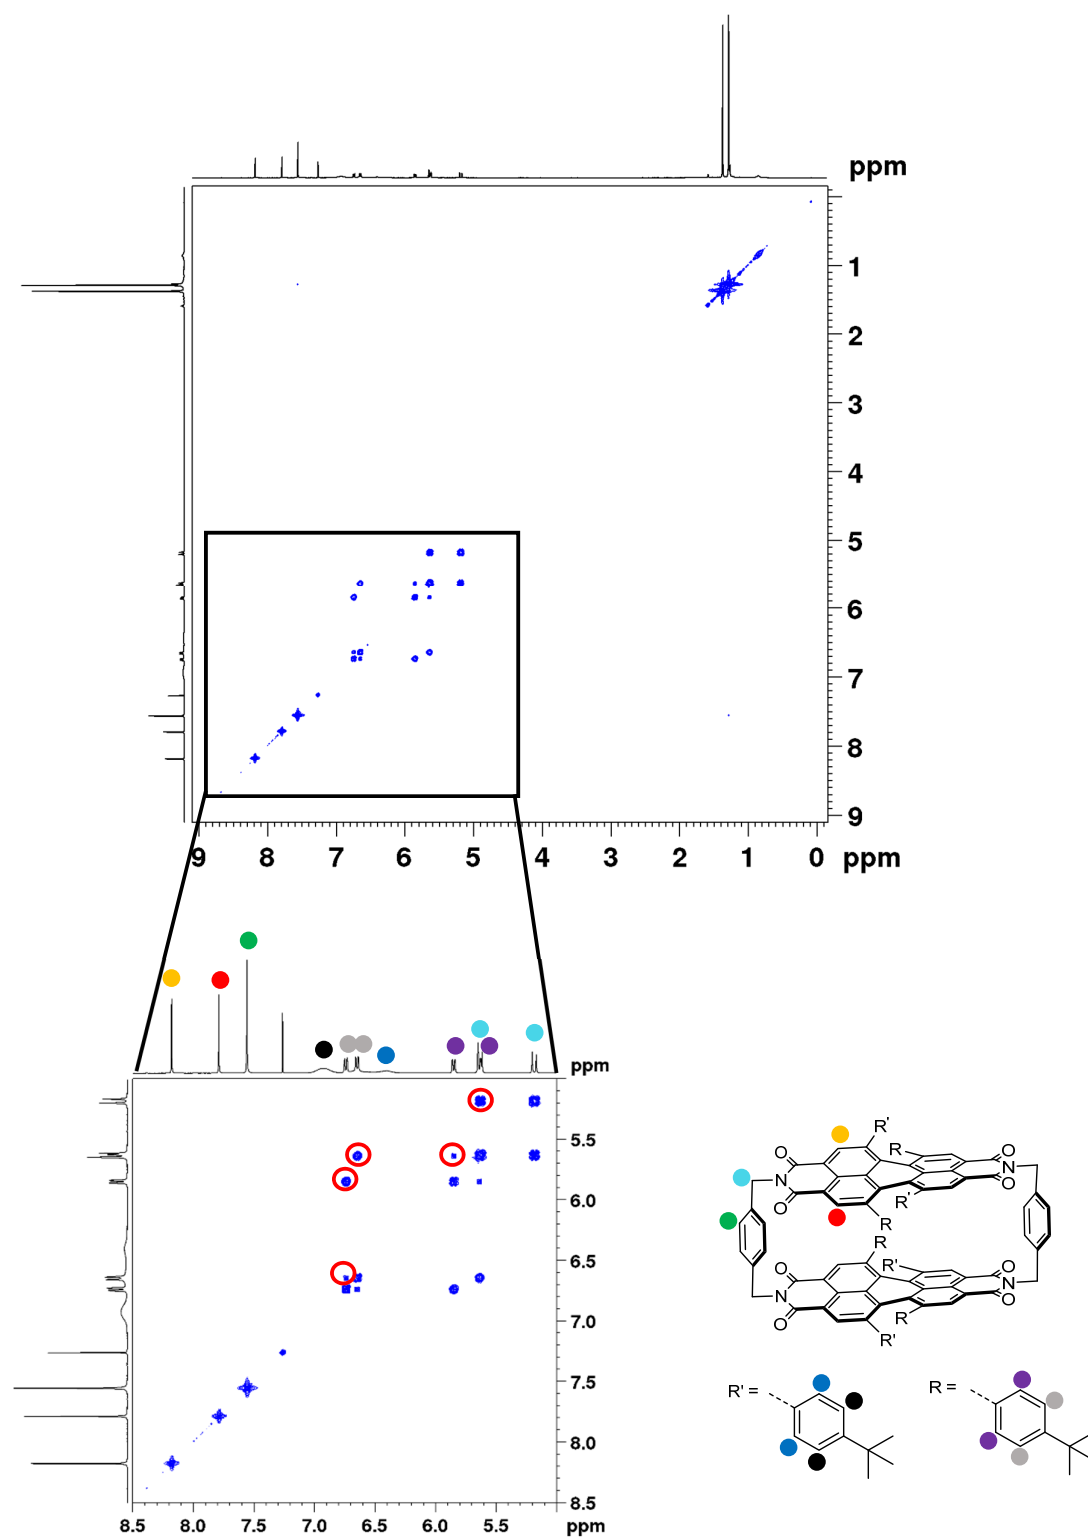 ppm
1
2
3
4
5
6
7
8
9
9 8 7 6 5 4 3 2 1 0 ppm
ppm
5.5
6.0
6.5
7.0
7.5
8.0
8.5
8.5 8.0 7.5 7.0 6.5 6.0 5.5 ppm
R'
O R O
N N
O R' O
R
R
O R' O
N N
O R O
R'
R' =
R =